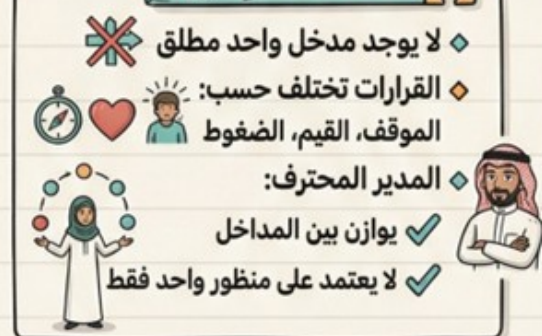 لا يوجد مدخل واحد مطلق
القرارات تختلف حسب:
الموقف، القيم، الضغوط
المدير المحترف:
يوازن بين المداخل
لا يعتمد على منظور واحد فقط